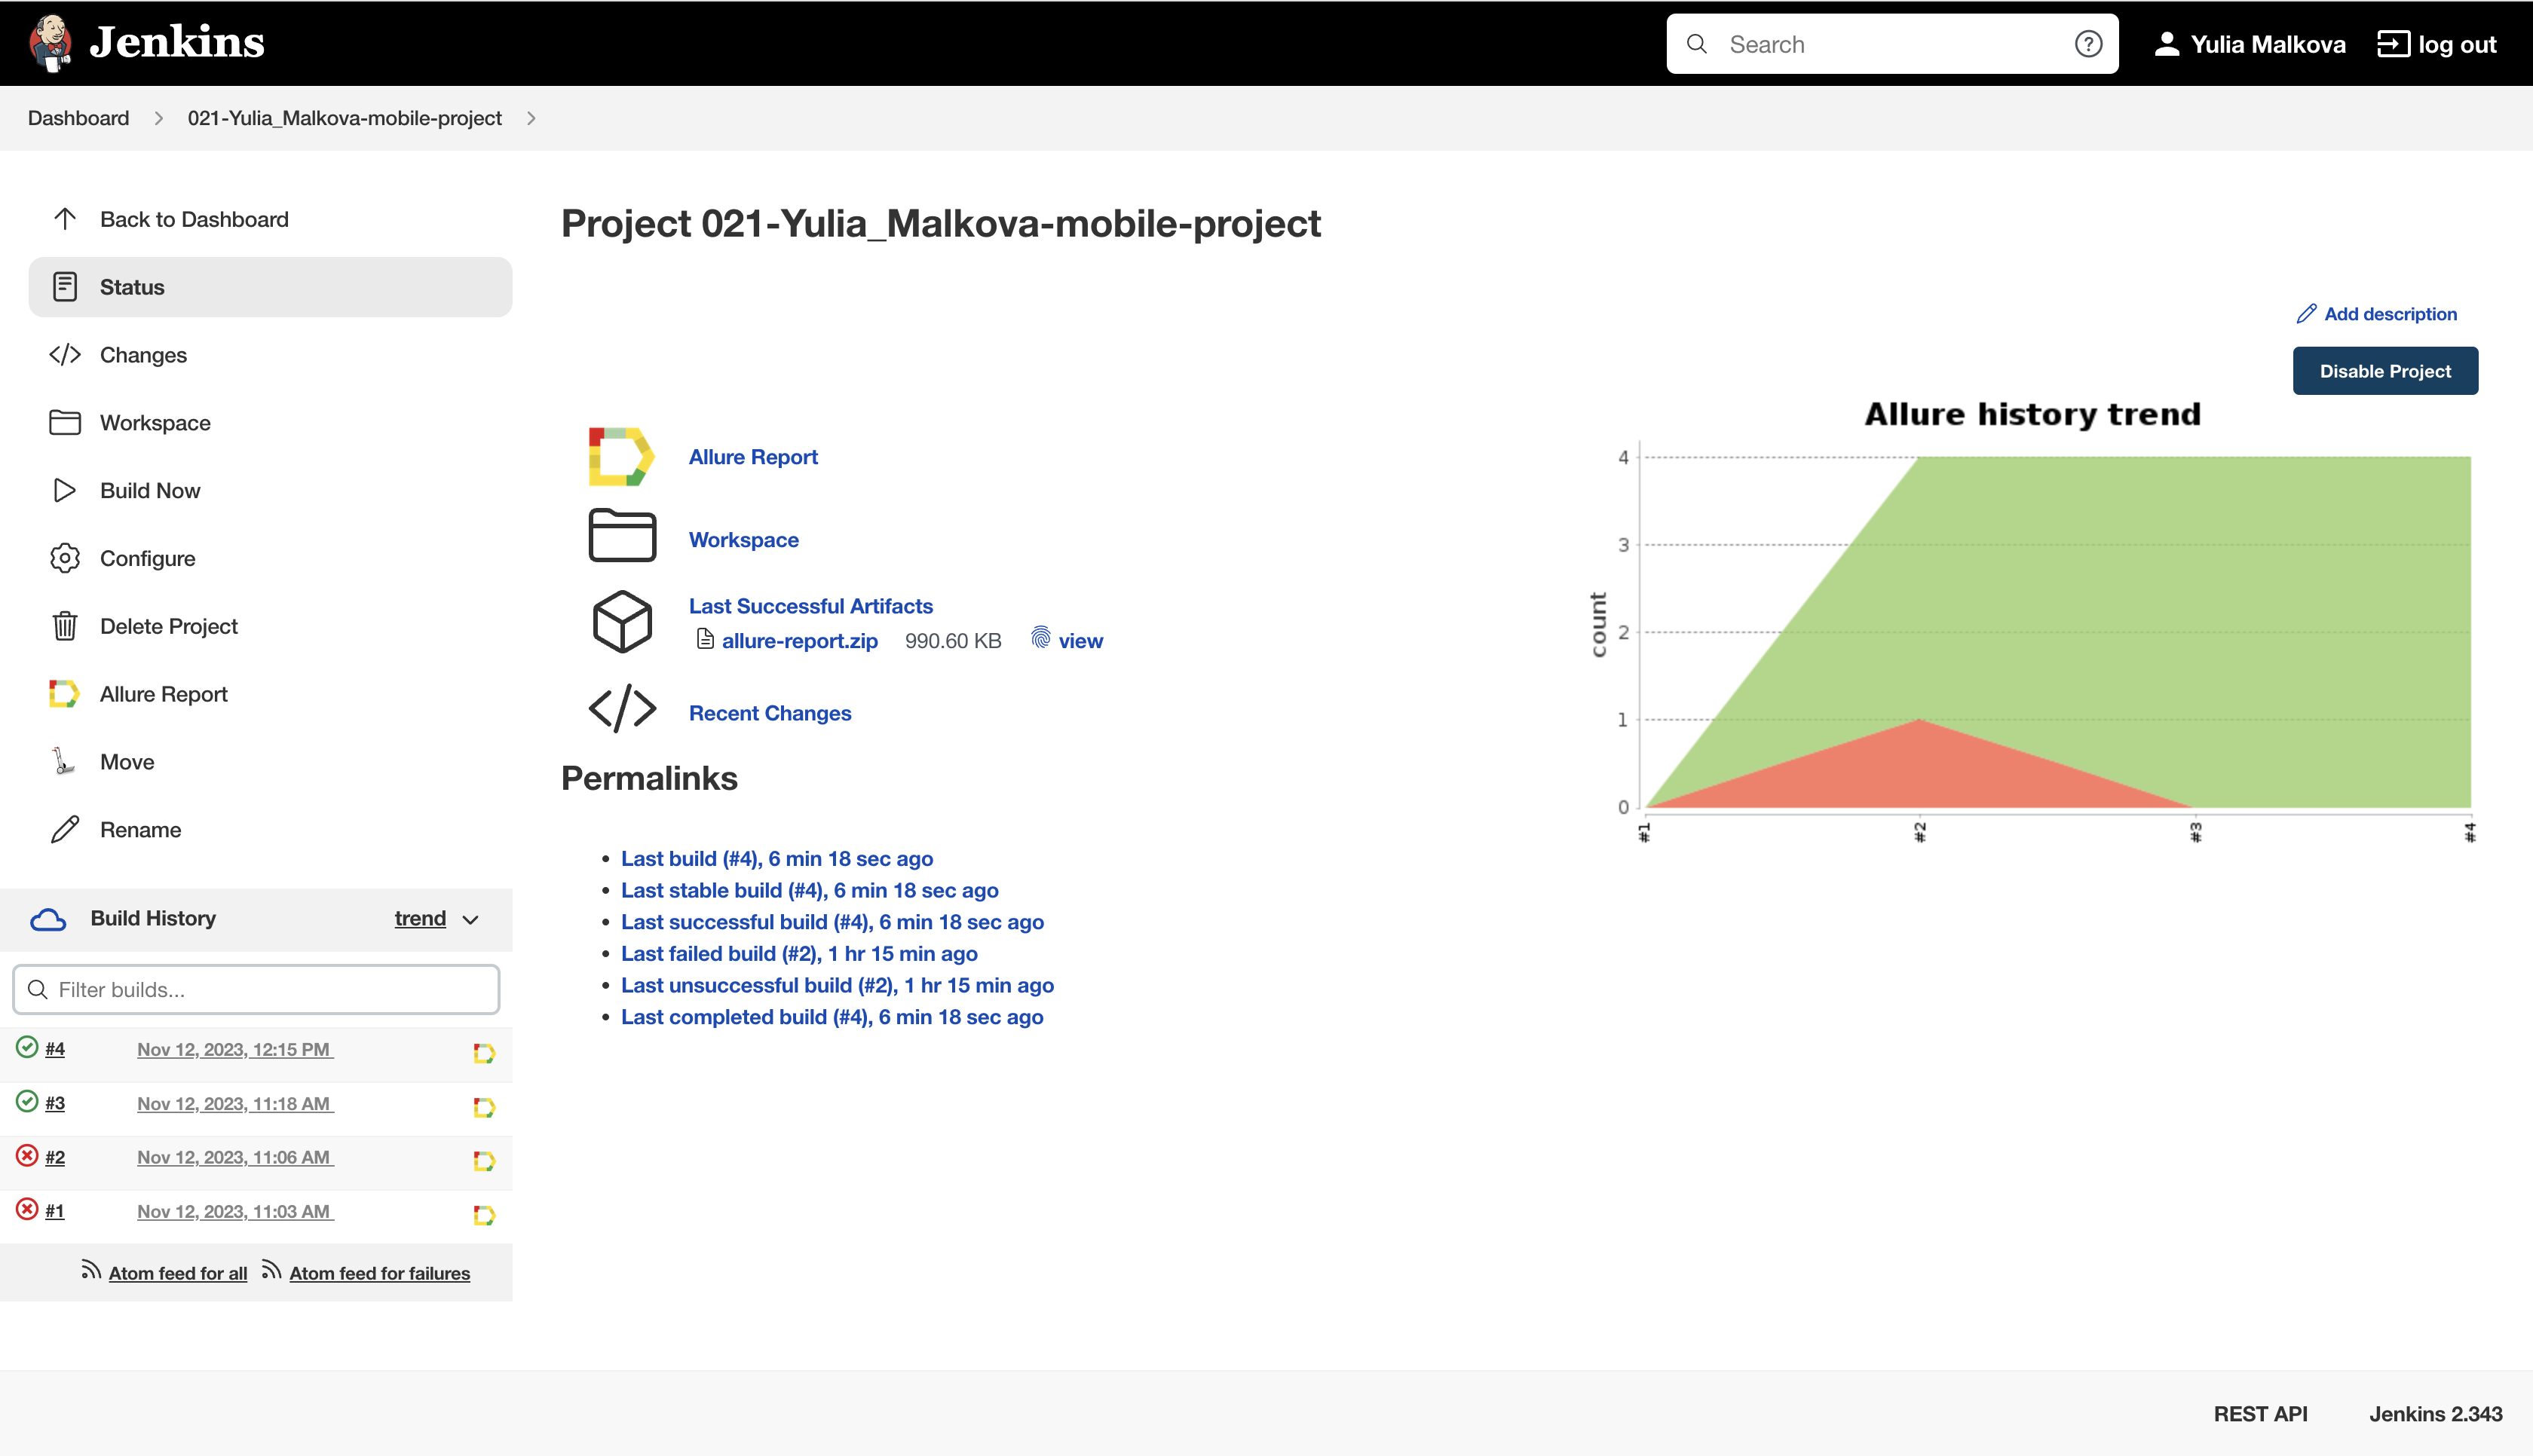 Jenkins
Search
Yulia Malkova
log out
Dashboard
021-Yulia_Malkova-mobile-project
Back to Dashboard
Status
Changes
Workspace
Build Now
Configure
Delete Project
Allure Report
Move
Rename
Build History
trend
Filter builds...
#4 Nov 12, 2023, 12:15 PM
#3 Nov 12, 2023, 11:18 AM
#2 Nov 12, 2023, 11:06 AM
#1 Nov 12, 2023, 11:03 AM
Atom feed for all Atom feed for failures
Project 021-Yulia_Malkova-mobile-project
Add description
Disable Project
Allure Report
Workspace
Last Successful Artifacts
allure-report.zip 990.60 KB view
Recent Changes
Permalinks
Last build (#4), 6 min 18 sec ago
Last stable build (#4), 6 min 18 sec ago
Last successful build (#4), 6 min 18 sec ago
Last failed build (#2), 1 hr 15 min ago
Last unsuccessful build (#2), 1 hr 15 min ago
Last completed build (#4), 6 min 18 sec ago
Allure history trend
count
4
3
2
1
0
#1 #2 #3 #4
REST API
Jenkins 2.343